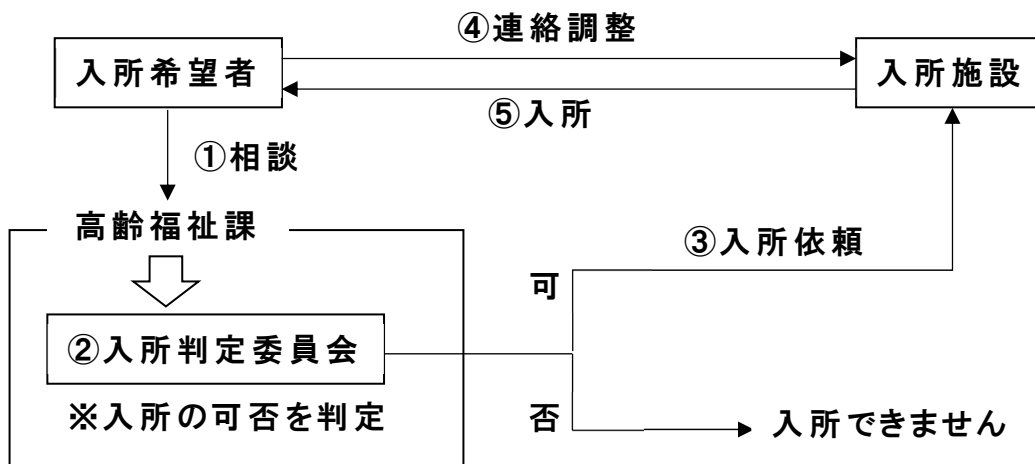 ④連絡調整
入所希望者
入所施設
⑤入所
①相談
高齢福祉課
③入所依頼
可
②入所判定委員会
※入所の可否を判定
否
入所できません